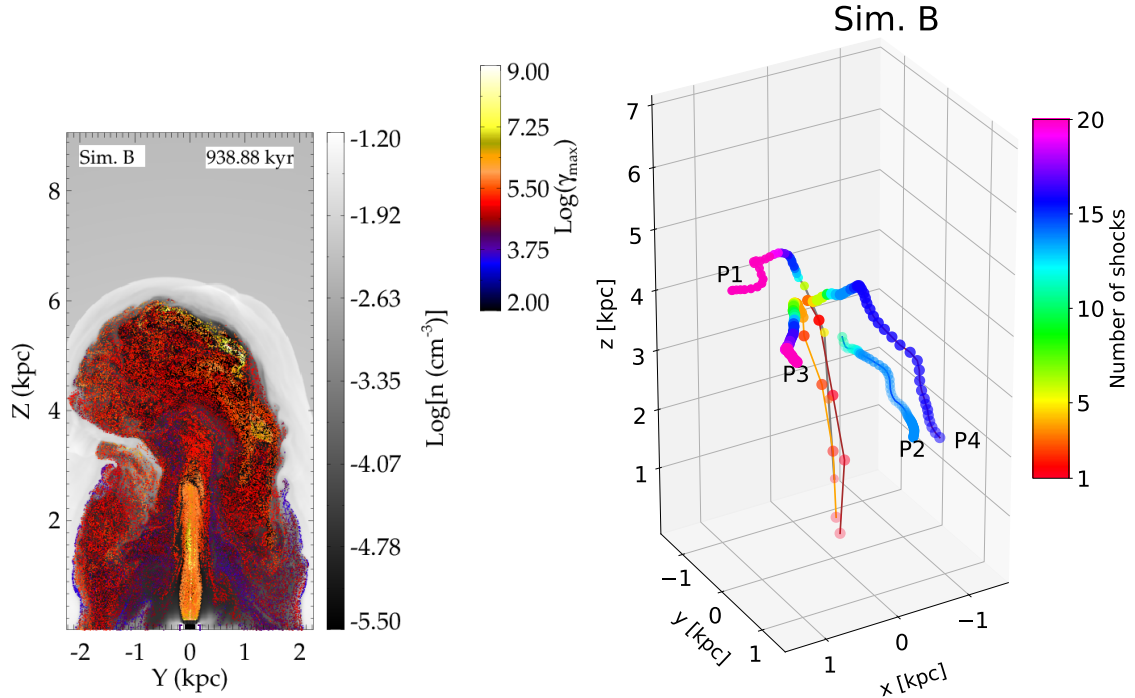 Sim. B
Sim. B
938.88 kyr
8
6
4
2
Z (kpc)
-2
-1
0
1
2
Y (kpc)
-1.20
-1.92
-2.63
-3.35
-4.07
-4.78
-5.50
Log[n (cm⁻³)]
9.00
7.25
5.50
3.75
2.00
Log(γmax)
7
6
5
4
3
2
1
z [kpc]
P1
P3
P2
P4
−1
0
1
y [kpc]
1
0
−1
x [kpc]
20
15
10
5
1
Number of shocks